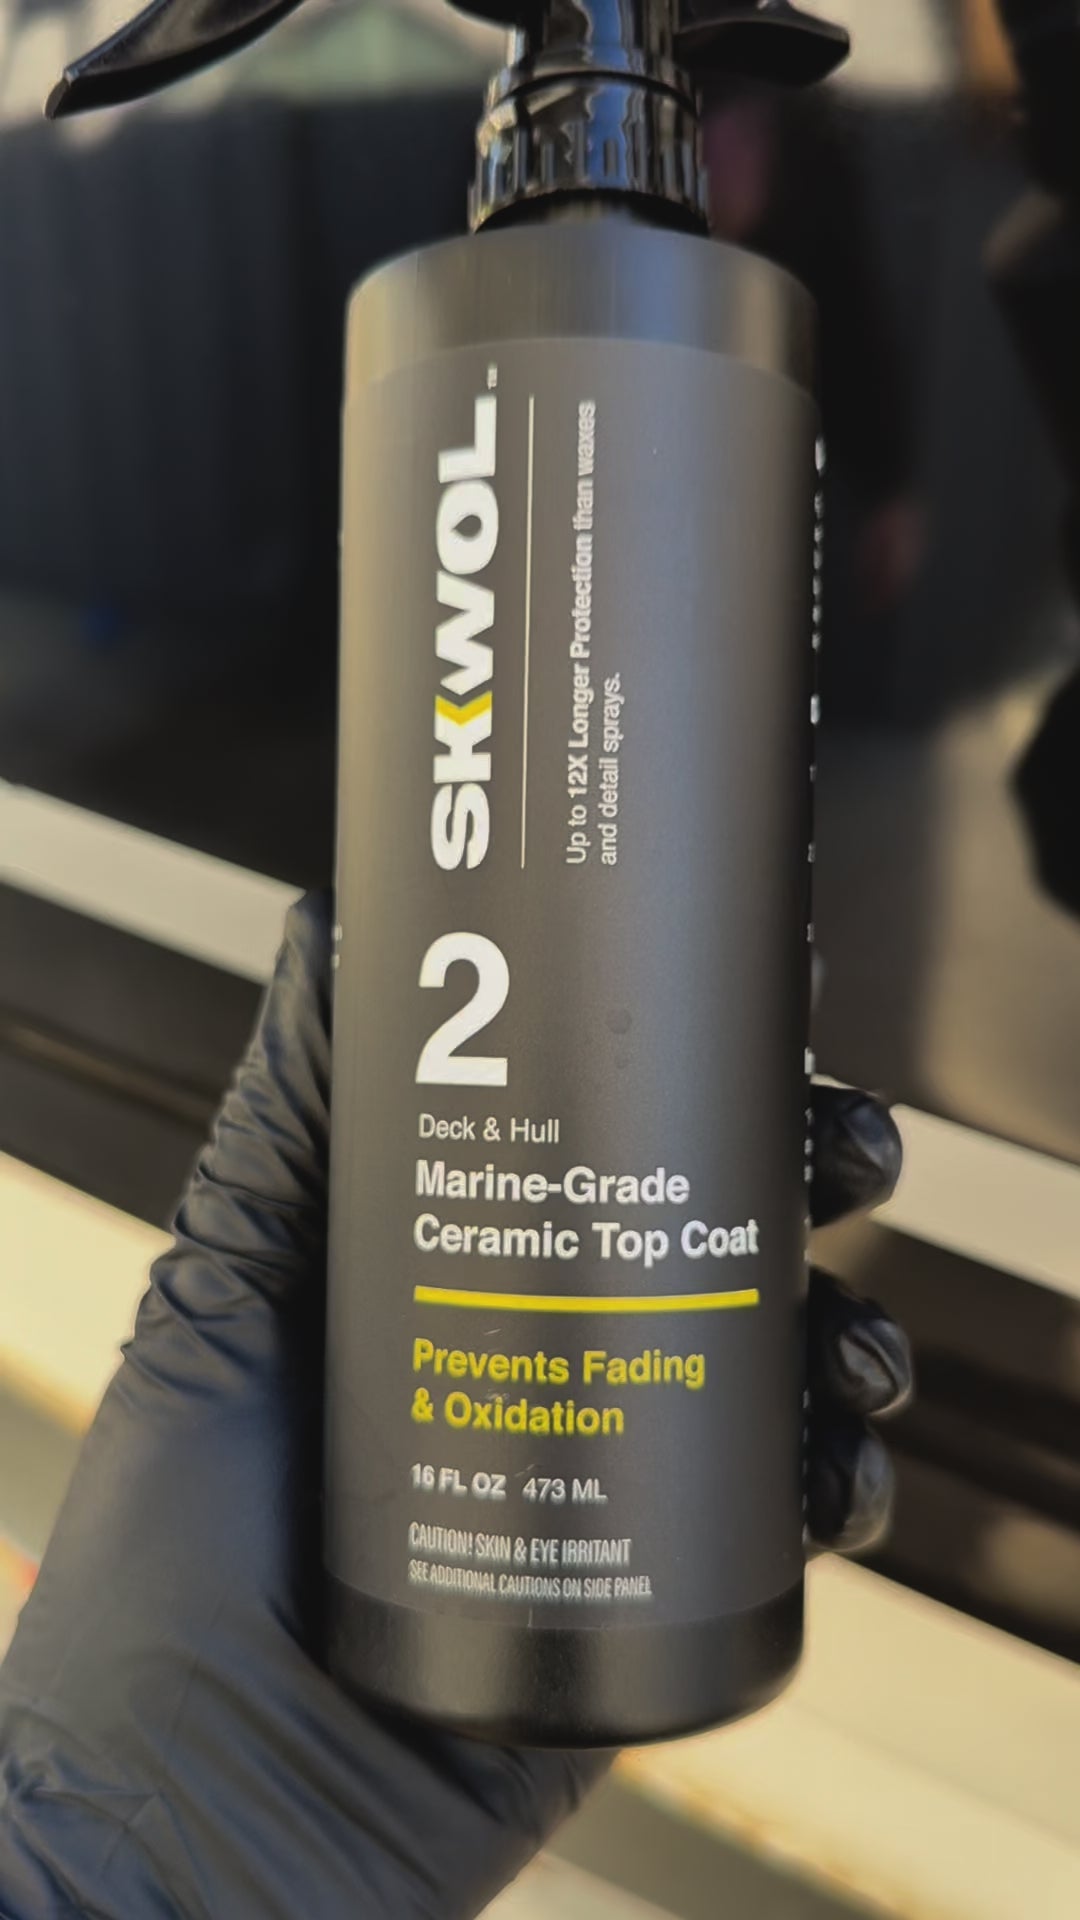 SKWOL™
Up to 12X Longer Protection than waxes
and detail sprays.
2
Deck & Hull
Marine-Grade
Ceramic Top Coat
Prevents Fading
& Oxidation
16 FL OZ 473 ML
CAUTION! SKIN & EYE IRRITANT
SEE ADDITIONAL CAUTIONS ON SIDE PANEL